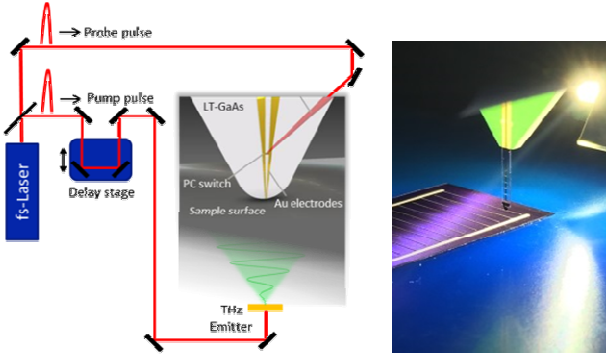 Probe pulse
Pump pulse
LT-GaAs
fs-Laser
Delay stage
PC switch
Au electrodes
Sample surface
THz
Emitter